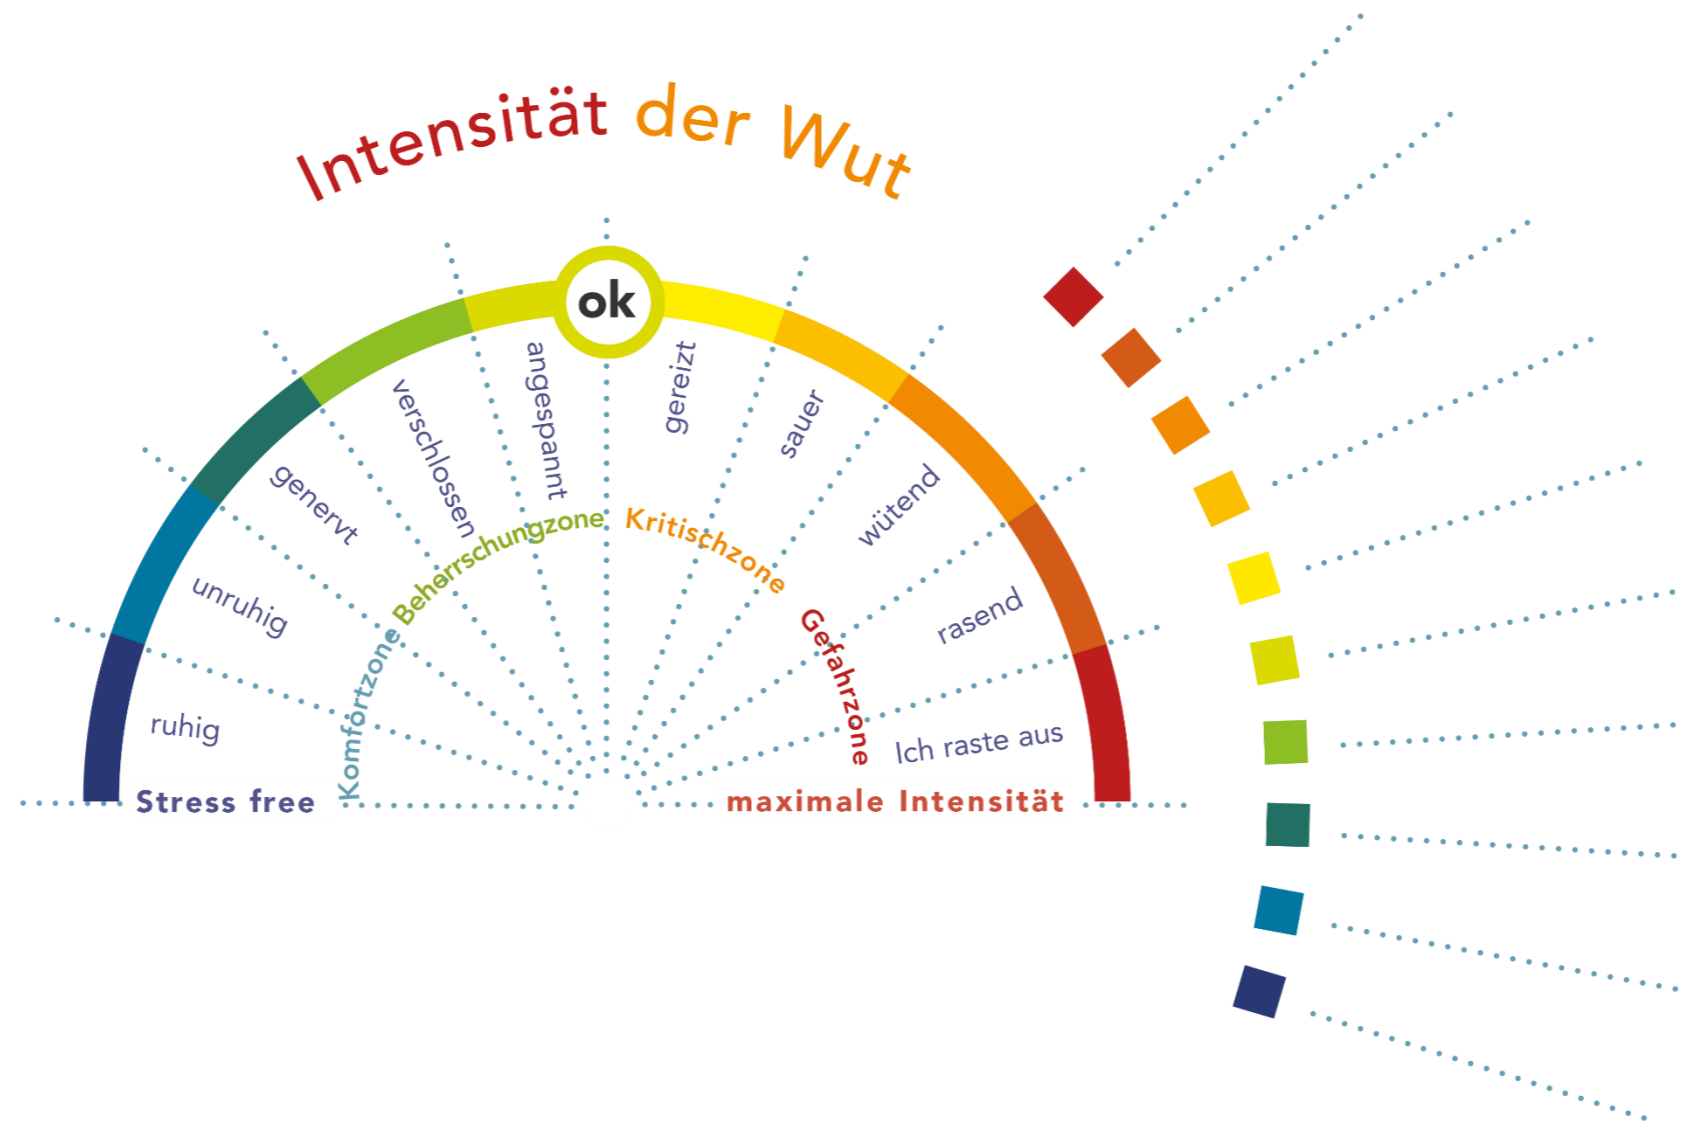 Intensität der Wut
ok
ruhig
unruhig
genervt
verschlossen
angespannt
gereizt
sauer
wütend
rasend
Ich raste aus
Komfortzone
Beherrschungzone
Kritischzone
Gefahrzone
Stress free
maximale Intensität